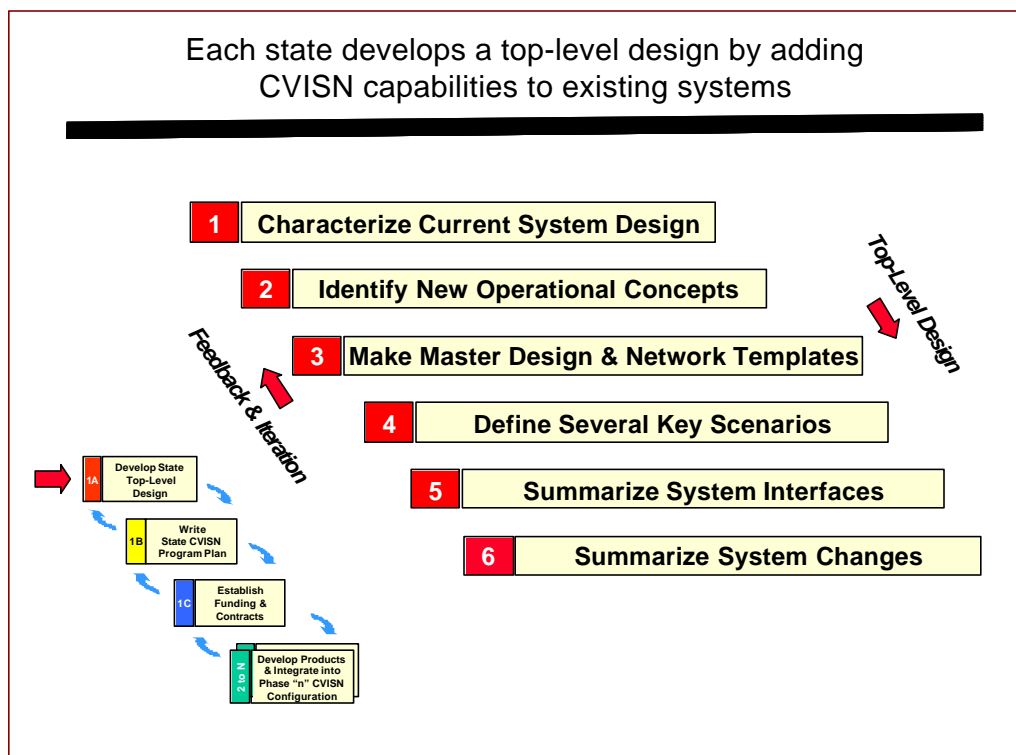 Each state develops a top-level design by adding
CVISN capabilities to existing systems
1 Characterize Current System Design
2 Identify New Operational Concepts
3 Make Master Design & Network Templates
4 Define Several Key Scenarios
5 Summarize System Interfaces
6 Summarize System Changes
Top-Level Design
Feedback & Iteration
1A
Develop State
Top-Level
Design
1B
Write
State CVISN
Program Plan
1C
Establish
Funding &
Contracts
2 to N
Develop Products
& Integrate into
Phase “n” CVISN
Configuration